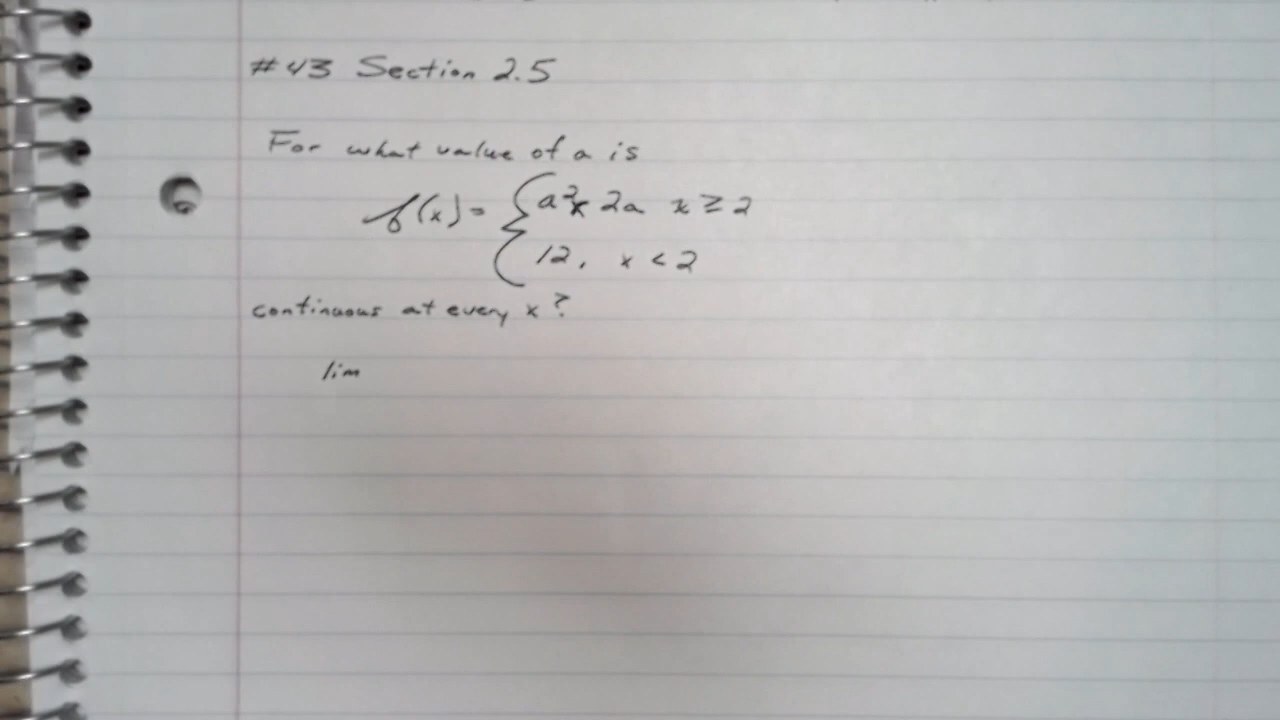 #43 Section 2.5
For what value of a is
f(x) = { a²x 2a x ≥ 2
12, x < 2
continuous at every x?
lim